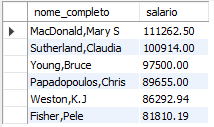 nome_completo salario
MacDonald,Mary S 111262.50
Sutherland,Claudia 100914.00
Young,Bruce 97500.00
Papadopoulos,Chris 89655.00
Weston,K.J 86292.94
Fisher,Pele 81810.19